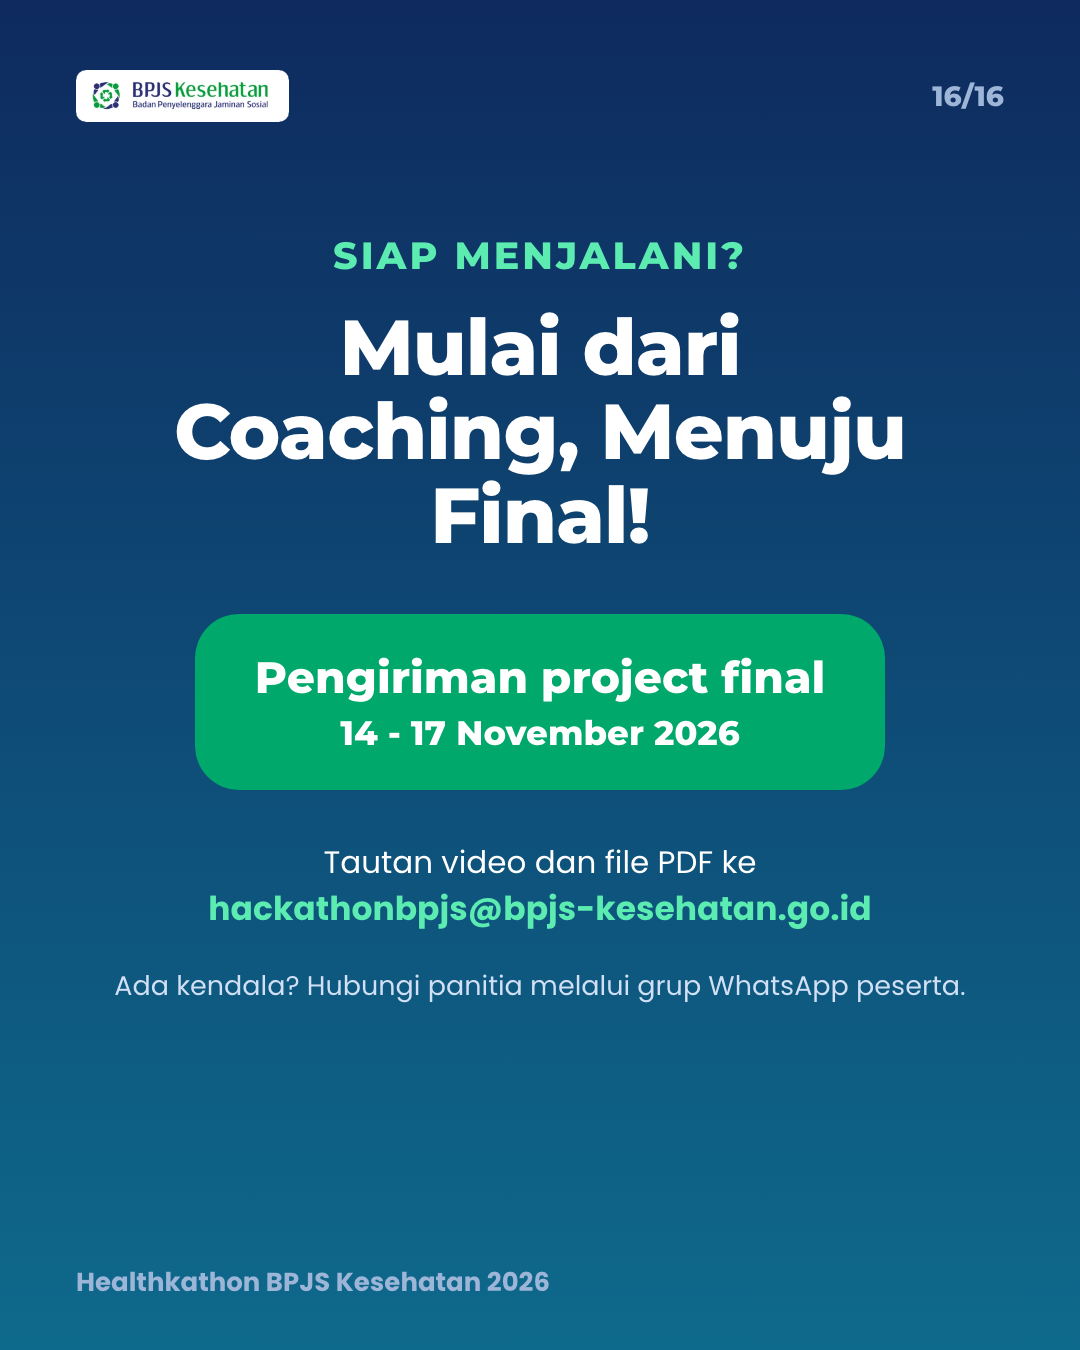 BPJS Kesehatan
Badan Penyelenggara Jaminan Sosial
16/16
SIAP MENJALANI?
Mulai dari
Coaching, Menuju
Final!
Pengiriman project final
14 - 17 November 2026
Tautan video dan file PDF ke
hackathonbpjs@bpjs-kesehatan.go.id
Ada kendala? Hubungi panitia melalui grup WhatsApp peserta.
Healthkathon BPJS Kesehatan 2026